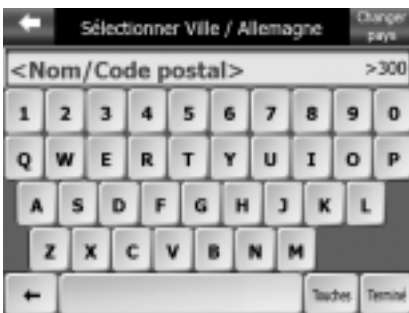 Sélectionner Ville / Allemagne Changer pays
<Nom/Code postal> >300
1 2 3 4 5 6 7 8 9 0
Q W E R T Y U I O P
A S D F G H J K L
Z X C V B N M
Touches Terminé